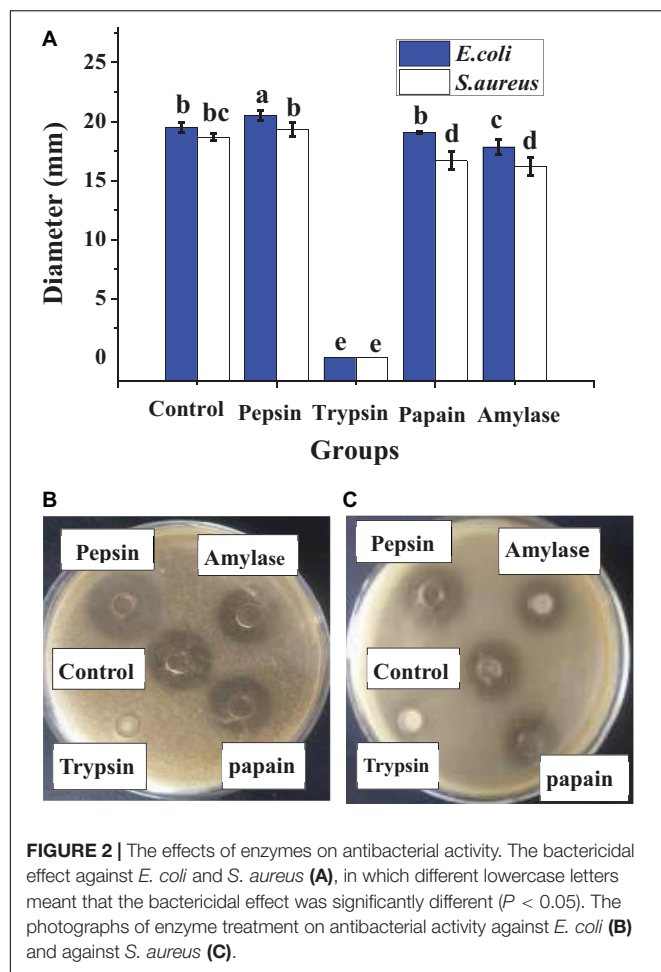 A
E.coli
S.aureus
25
20
15
10
5
0
Diameter (mm)
b bc a b e e b d c d
Control Pepsin Trypsin Papain Amylase
Groups
B
Pepsin
Amylase
Control
Trypsin
papain
C
Pepsin
Amylase
Control
Trypsin
papain
FIGURE 2 | The effects of enzymes on antibacterial activity. The bactericidal
effect against E. coli and S. aureus (A), in which different lowercase letters
meant that the bactericidal effect was significantly different (P < 0.05). The
photographs of enzyme treatment on antibacterial activity against E. coli (B)
and against S. aureus (C).